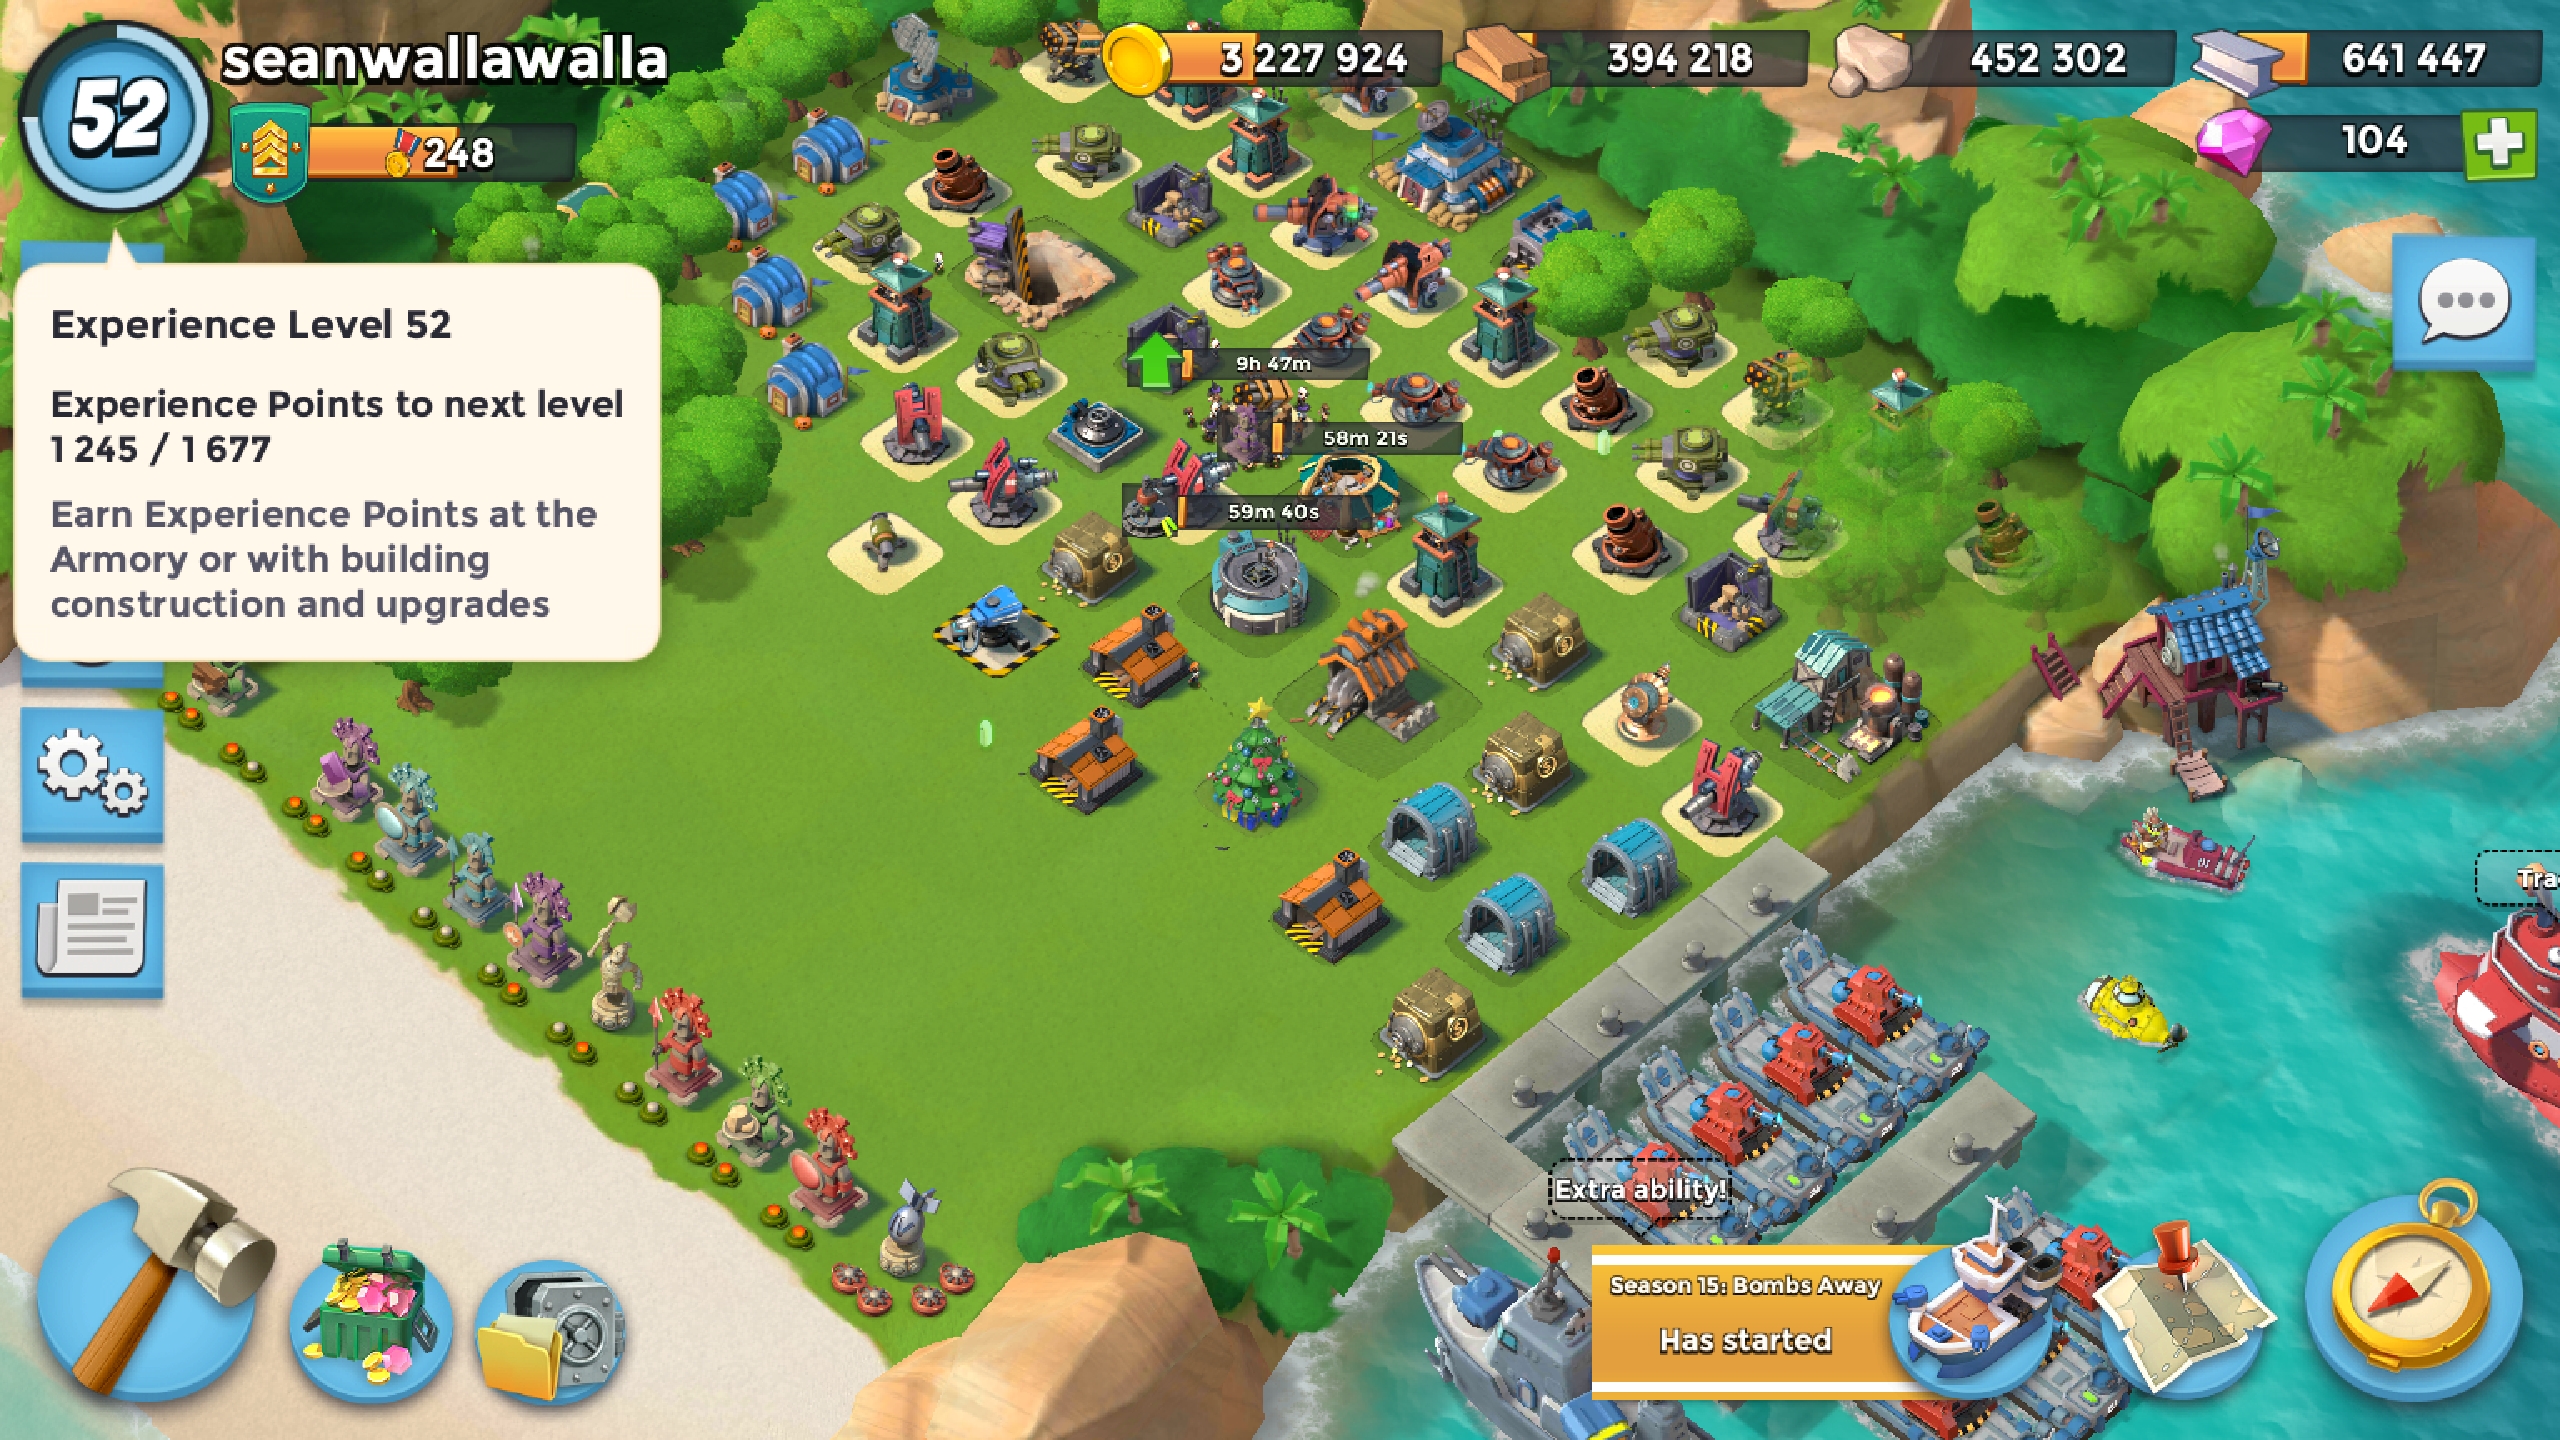 52
seanwallawalla
248
3 227 924
394 218
452 302
641 447
104
Experience Level 52
Experience Points to next level
1 245 / 1 677
Earn Experience Points at the
Armory or with building
construction and upgrades
9h 47m
58m 21s
59m 40s
Tra
Extra ability!
Season 15: Bombs Away
Has started